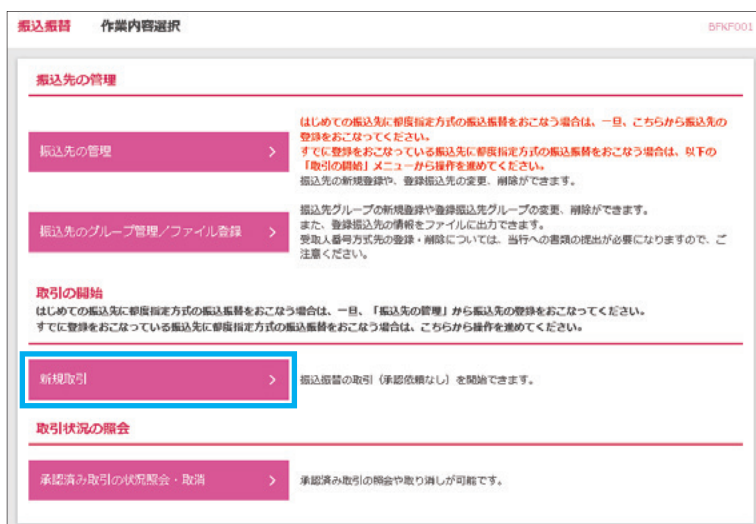 振込振替 作業内容選択
BFKF001
振込先の管理
振込先の管理
はじめての振込先に都度指定方式の振込振替をおこなう場合は、一旦、こちらから振込先の
登録をおこなってください。
すでに登録をおこなっている振込先に都度指定方式の振込振替をおこなう場合は、以下の
「取引の開始」メニューから操作を進めてください。
振込先の新規登録や、登録振込先の変更、削除ができます。
振込先のグループ管理/ファイル登録
振込先グループの新規登録や登録振込先グループの変更、削除ができます。
また、登録振込先の情報をファイルに出力できます。
受取人番号方式先の登録・削除については、当行への書類の提出が必要になりますので、ご
注意ください。
取引の開始
はじめての振込先に都度指定方式の振込振替をおこなう場合は、一旦、「振込先の管理」から振込先の登録をおこなってください。
すでに登録をおこなっている振込先に都度指定方式の振込振替をおこなう場合は、こちらから操作を進めてください。
新規取引
振込振替の取引(承認依頼なし)を開始できます。
取引状況の照会
承認済み取引の状況照会・取消
承認済み取引の照会や取り消しが可能です。